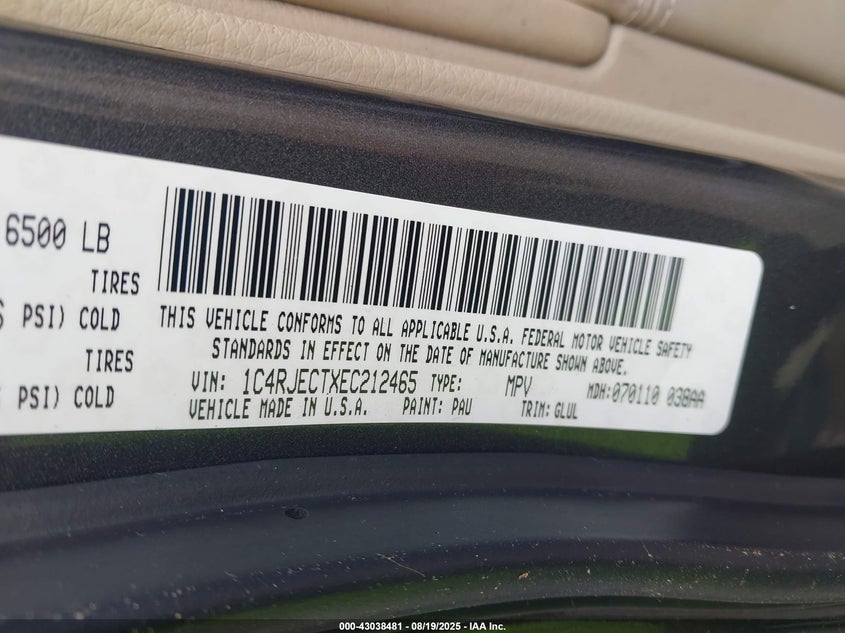 6500 LB
TIRES
PSI) COLD
TIRES
PSI) COLD
THIS VEHICLE CONFORMS TO ALL APPLICABLE U.S.A. FEDERAL MOTOR VEHICLE SAFETY
STANDARDS IN EFFECT ON THE DATE OF MANUFACTURE SHOWN ABOVE.
VIN: 1C4RJECTXEC212465 TYPE: MPV MDH: 070110 038AA
VEHICLE MADE IN U.S.A. PAINT: PAU TRIM: GLUL
000-43038481 - 08/19/2025 - IAA Inc.